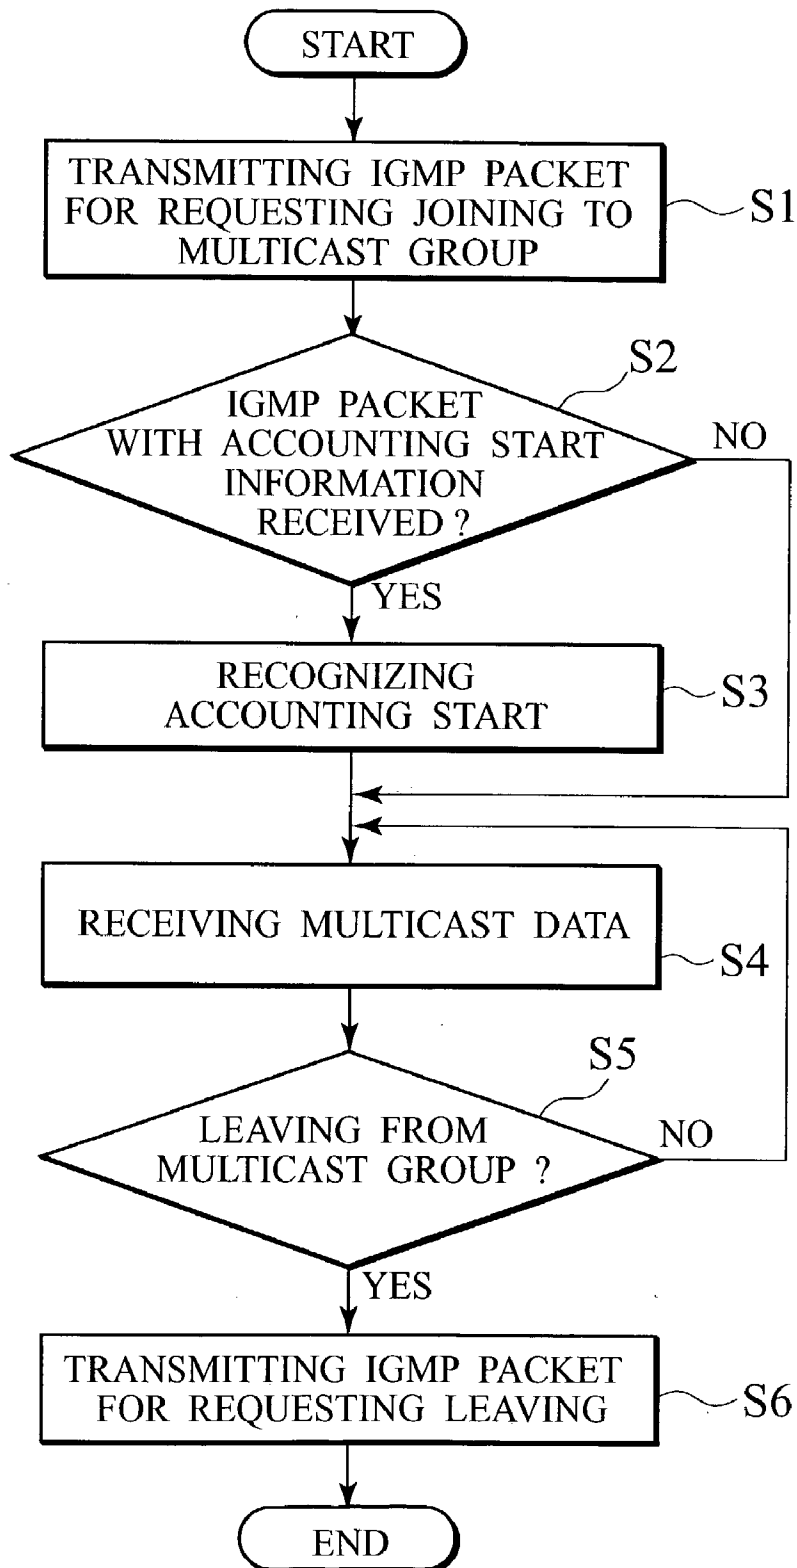 START
TRANSMITTING IGMP PACKET
FOR REQUESTING JOINING TO
MULTICAST GROUP
S1
S2
IGMP PACKET
WITH ACCOUNTING START
INFORMATION
RECEIVED ?
NO
YES
RECOGNIZING
ACCOUNTING START
S3
RECEIVING MULTICAST DATA
S4
S5
LEAVING FROM
MULTICAST GROUP ?
NO
YES
TRANSMITTING IGMP PACKET
FOR REQUESTING LEAVING
S6
END